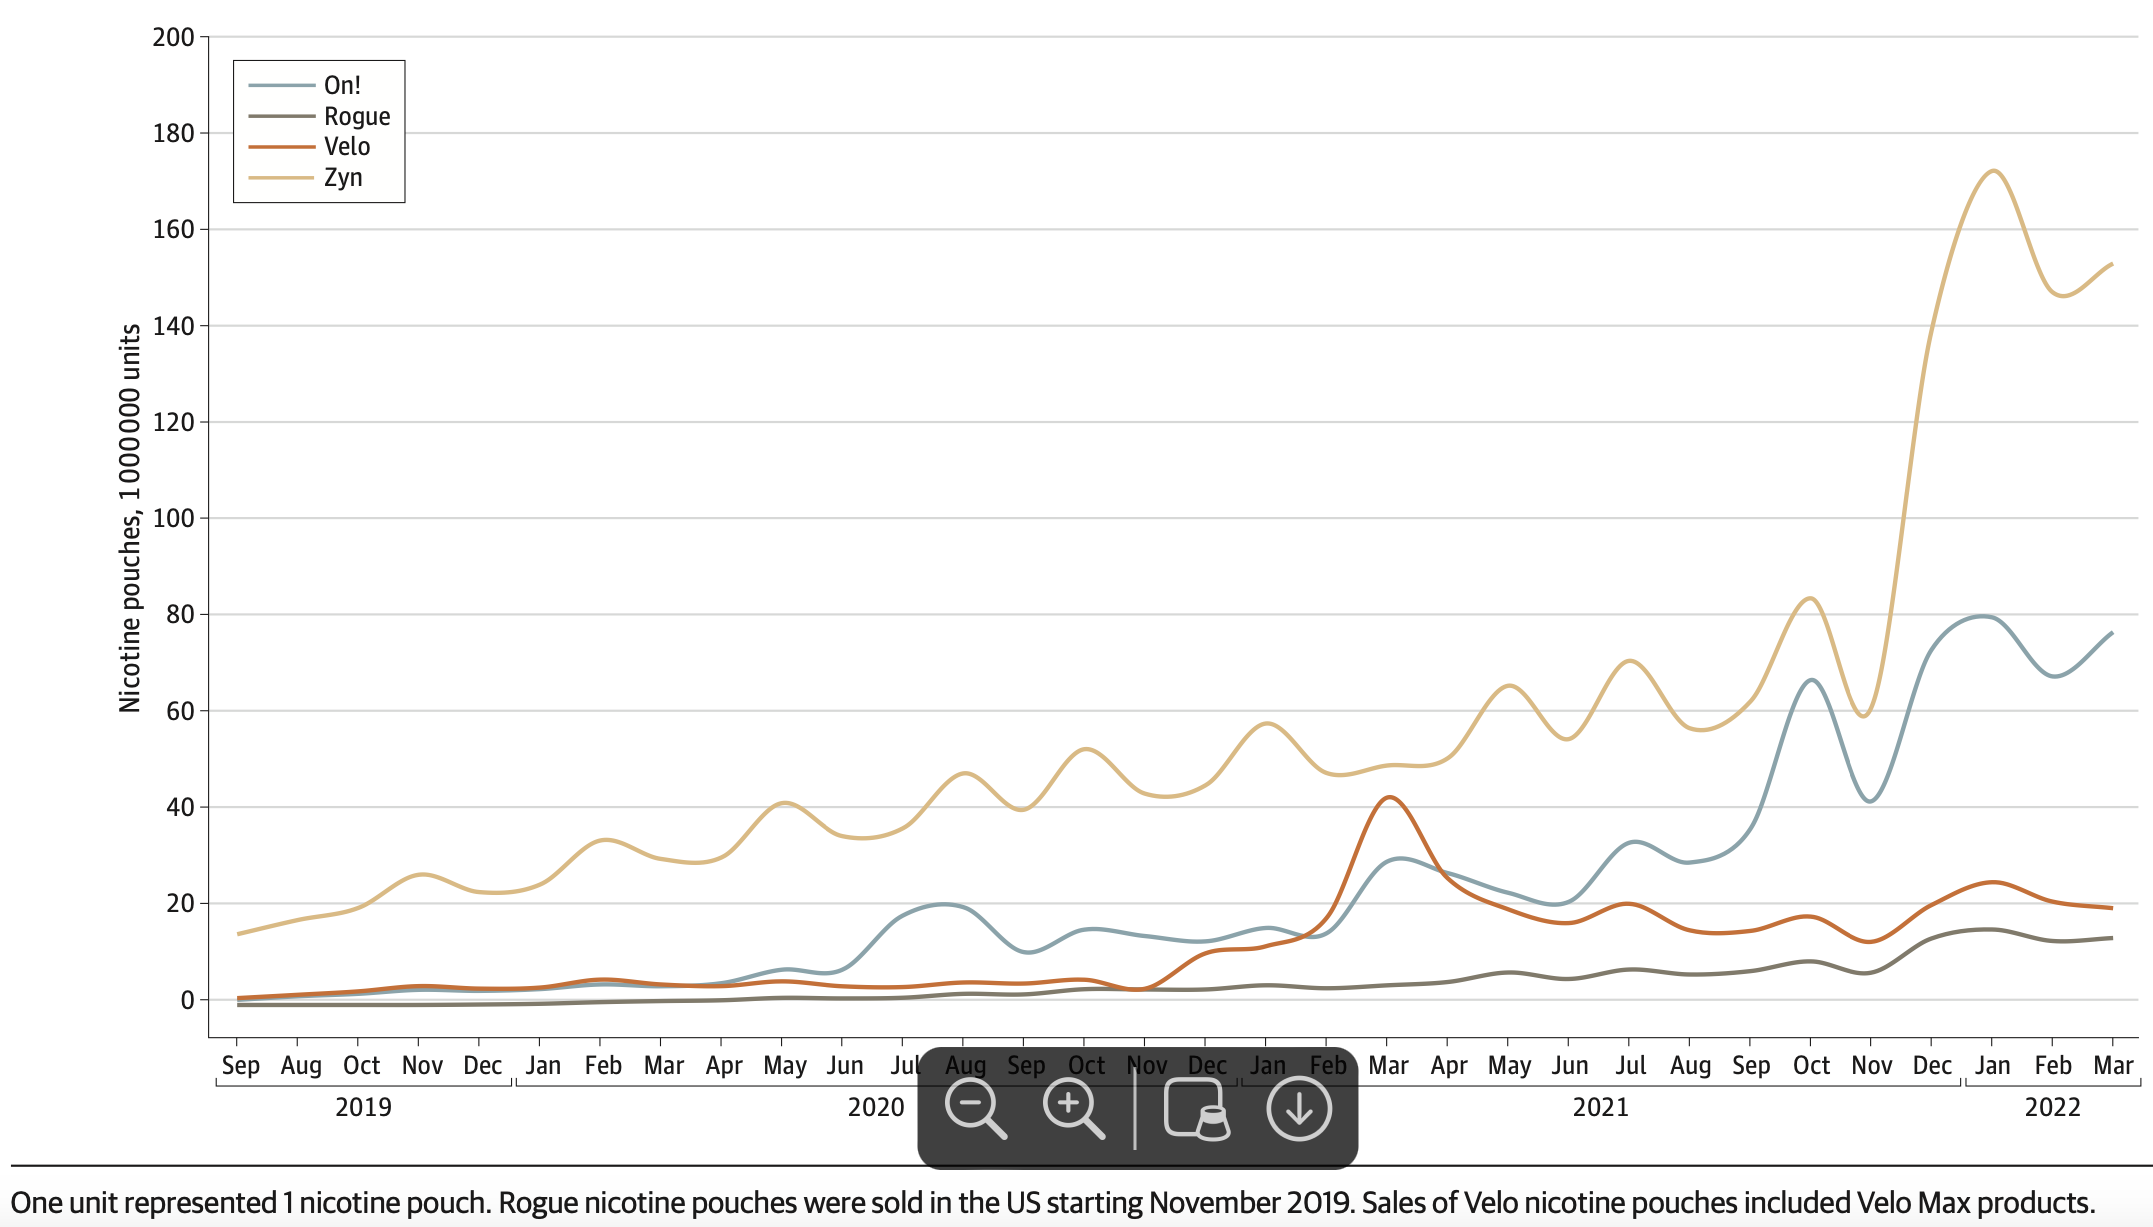 200
180
160
140
120
100
80
60
40
20
0
Nicotine pouches, 1 000 000 units
On!
Rogue
Velo
Zyn
Sep Aug Oct Nov Dec Jan Feb Mar Apr May Jun Jul Aug Sep Oct Nov Dec Jan Feb Mar Apr May Jun Jul Aug Sep Oct Nov Dec Jan Feb Mar
2019 2020 2021 2022
One unit represented 1 nicotine pouch. Rogue nicotine pouches were sold in the US starting November 2019. Sales of Velo nicotine pouches included Velo Max products.